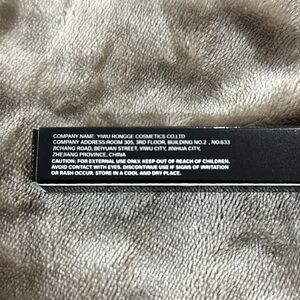 COMPANY NAME: YIWU RONGGE COSMETICS CO.LTD
COMPANY ADDRESS:ROOM 305, 3RD FLOOR, BUILDING NO.2 , NO.633
JICHANG ROAD, BEIYUAN STREET, YIWU CITY, JINHUA CITY,
ZHEJIANG PROVINCE, CHINA
CAUTION: FOR EXTERNAL USE ONLY. KEEP OUT OF REACH OF CHILDREN.
AVOID CONTACT WITH EYES. DISCONTINUE USE IF SIGNS OF IRRITATION
OR RASH OCCUR. STORE IN A COOL AND DRY PLACE.